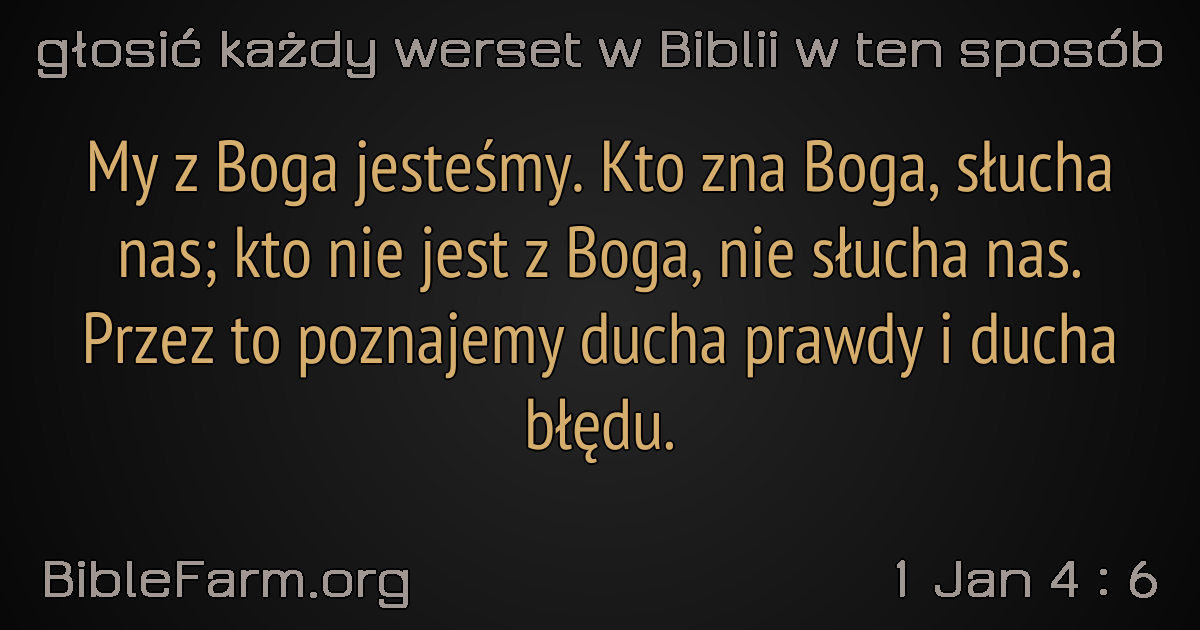 głosić każdy werset w Biblii w ten sposób
My z Boga jesteśmy. Kto zna Boga, słucha
nas; kto nie jest z Boga, nie słucha nas.
Przez to poznajemy ducha prawdy i ducha
błędu.
BibleFarm.org
1 Jan 4 : 6